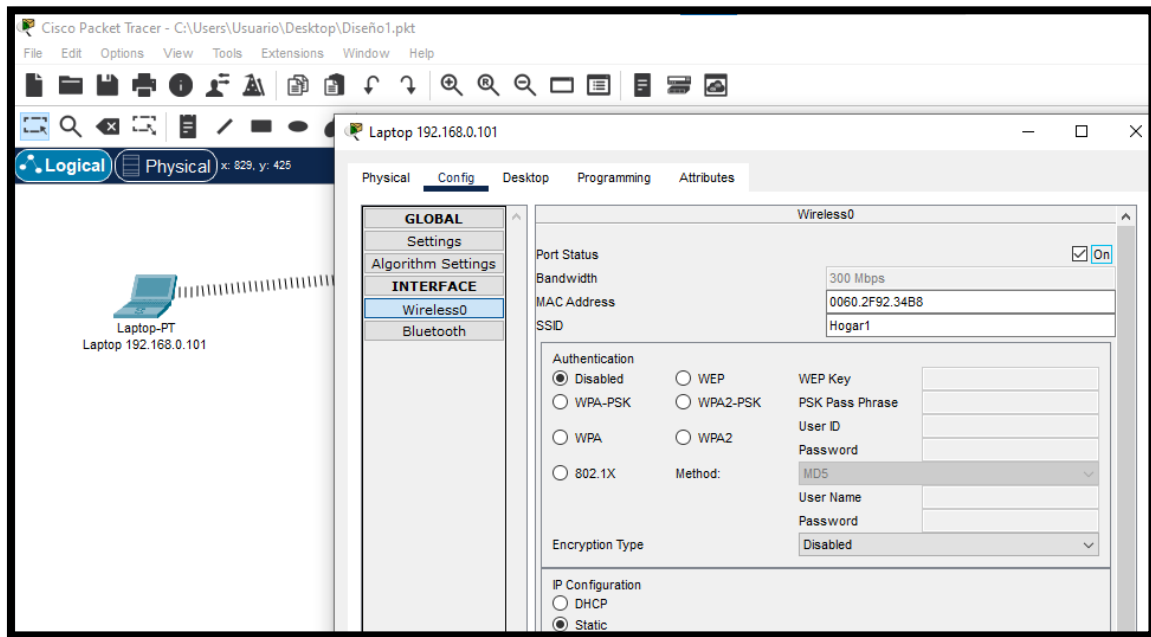 Cisco Packet Tracer - C:\Users\Usuario\Desktop\Diseño1.pkt
File Edit Options View Tools Extensions Window Help
Laptop 192.168.0.101
Logical Physical x: 829, y: 425
Physical Config Desktop Programming Attributes
GLOBAL
Settings
Algorithm Settings
INTERFACE
Wireless0
Bluetooth
Laptop-PT
Laptop 192.168.0.101
Wireless0
Port Status On
Bandwidth 300 Mbps
MAC Address 0060.2F92.34B8
SSID Hogar1
Authentication
Disabled WEP WEP Key
WPA-PSK WPA2-PSK PSK Pass Phrase
User ID
WPA WPA2
Password
802.1X Method: MD5
User Name
Password
Encryption Type Disabled
IP Configuration
DHCP
Static